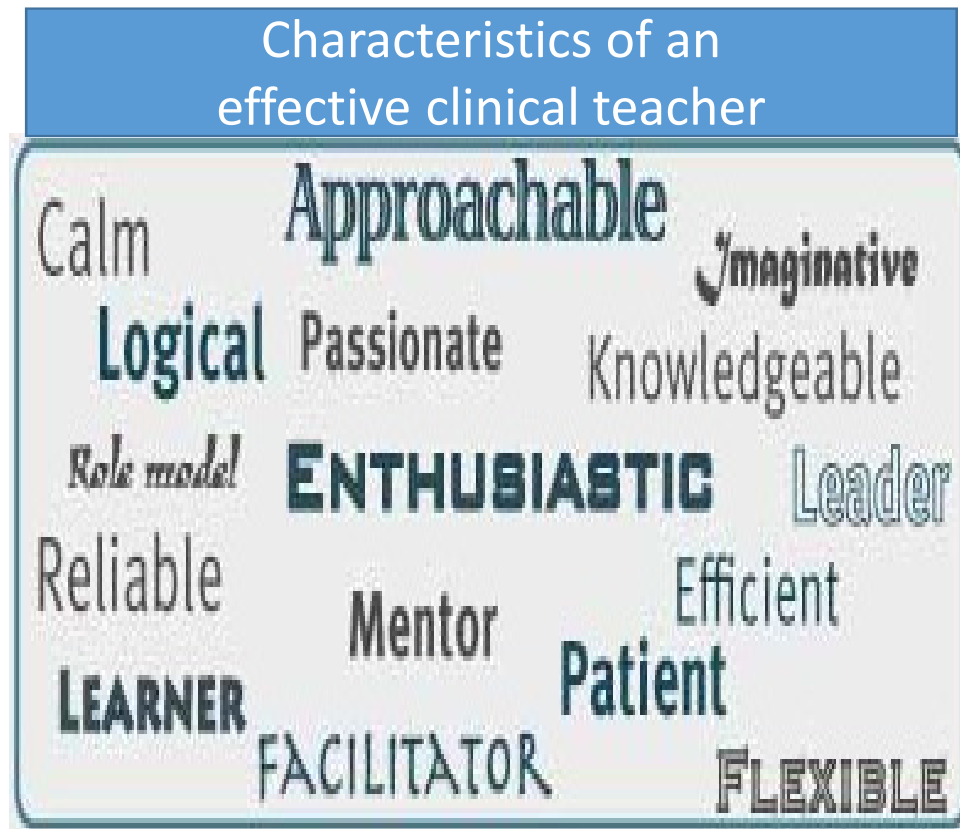 Characteristics of an
effective clinical teacher
Approachable
Calm
Imaginative
Logical
Passionate
Knowledgeable
Role model
ENTHUSIASTIC
Leader
Reliable
Efficient
Mentor
Patient
LEARNER
FACILITATOR
FLEXIBLE